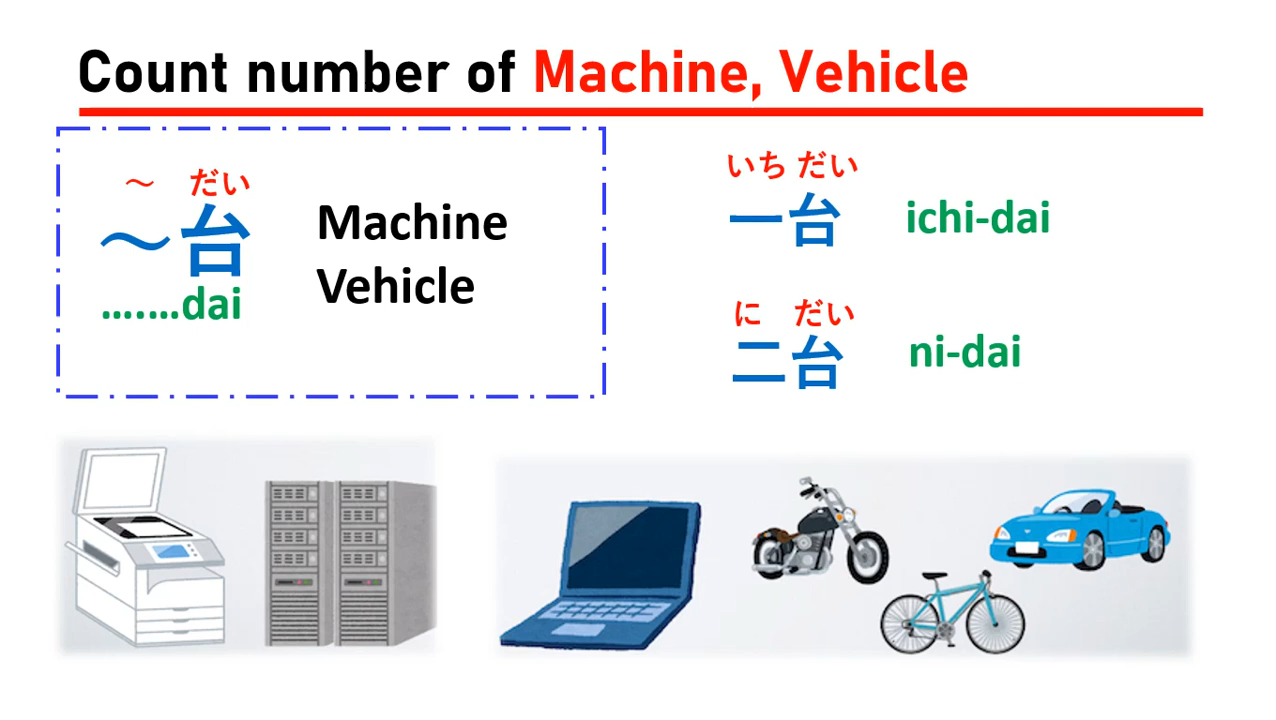 Count number of Machine, Vehicle
～ だい
～台
…….dai
Machine
Vehicle
いち だい
一台
ichi-dai
に だい
二台
ni-dai